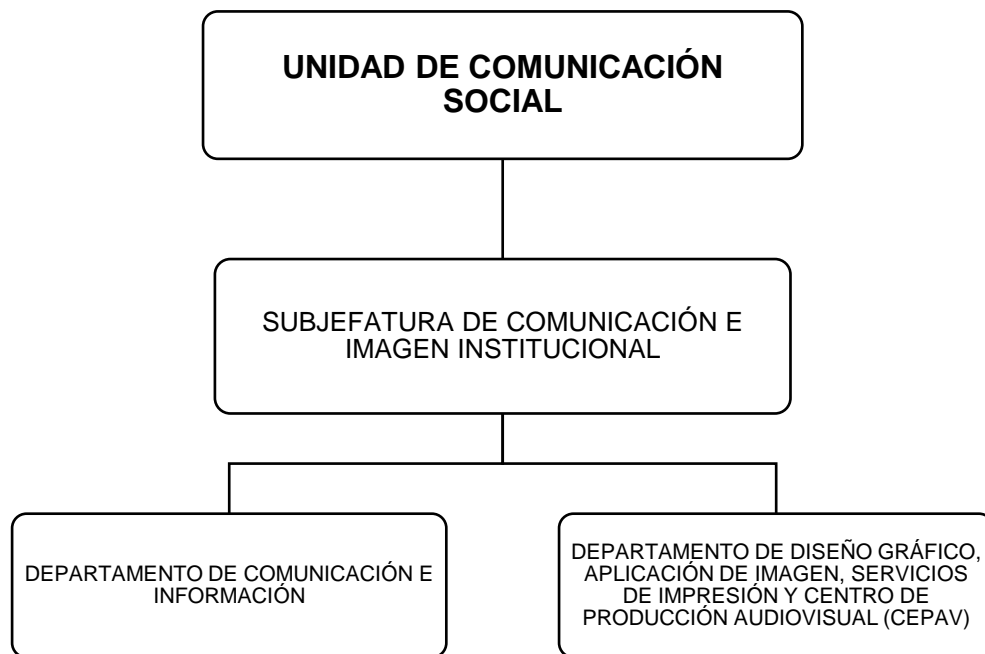 UNIDAD DE COMUNICACIÓN
SOCIAL
SUBJEFATURA DE COMUNICACIÓN E
IMAGEN INSTITUCIONAL
DEPARTAMENTO DE COMUNICACIÓN E
INFORMACIÓN
DEPARTAMENTO DE DISEÑO GRÁFICO,
APLICACIÓN DE IMAGEN, SERVICIOS
DE IMPRESIÓN Y CENTRO DE
PRODUCCIÓN AUDIOVISUAL (CEPAV)